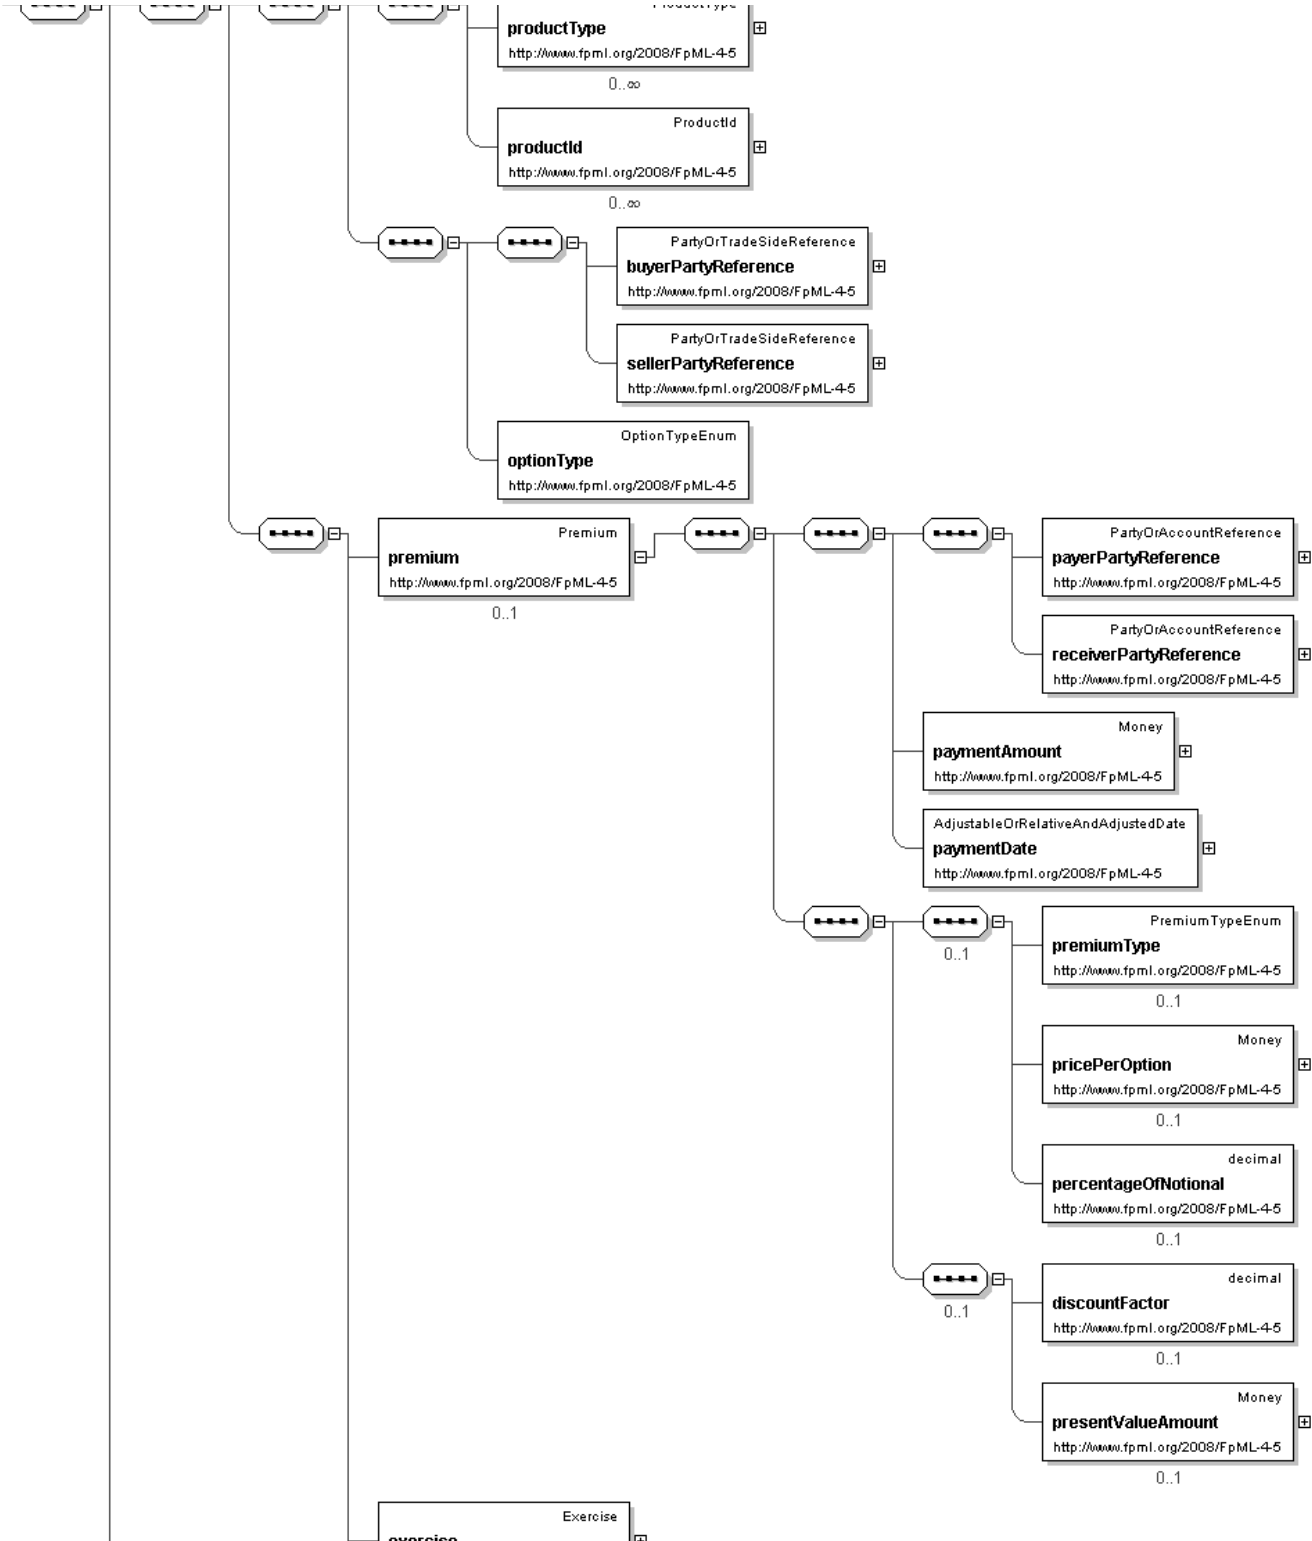 ProductType
productType
http://www.fpml.org/2008/FpML-4-5
0..∞
ProductId
productId
http://www.fpml.org/2008/FpML-4-5
0..∞
PartyOrTradeSideReference
buyerPartyReference
http://www.fpml.org/2008/FpML-4-5
PartyOrTradeSideReference
sellerPartyReference
http://www.fpml.org/2008/FpML-4-5
OptionTypeEnum
optionType
http://www.fpml.org/2008/FpML-4-5
Premium
premium
http://www.fpml.org/2008/FpML-4-5
0..1
PartyOrAccountReference
payerPartyReference
http://www.fpml.org/2008/FpML-4-5
PartyOrAccountReference
receiverPartyReference
http://www.fpml.org/2008/FpML-4-5
Money
paymentAmount
http://www.fpml.org/2008/FpML-4-5
AdjustableOrRelativeAndAdjustedDate
paymentDate
http://www.fpml.org/2008/FpML-4-5
0..1
PremiumTypeEnum
premiumType
http://www.fpml.org/2008/FpML-4-5
0..1
Money
pricePerOption
http://www.fpml.org/2008/FpML-4-5
0..1
decimal
percentageOfNotional
http://www.fpml.org/2008/FpML-4-5
0..1
0..1
decimal
discountFactor
http://www.fpml.org/2008/FpML-4-5
0..1
Money
presentValueAmount
http://www.fpml.org/2008/FpML-4-5
0..1
Exercise
exercise